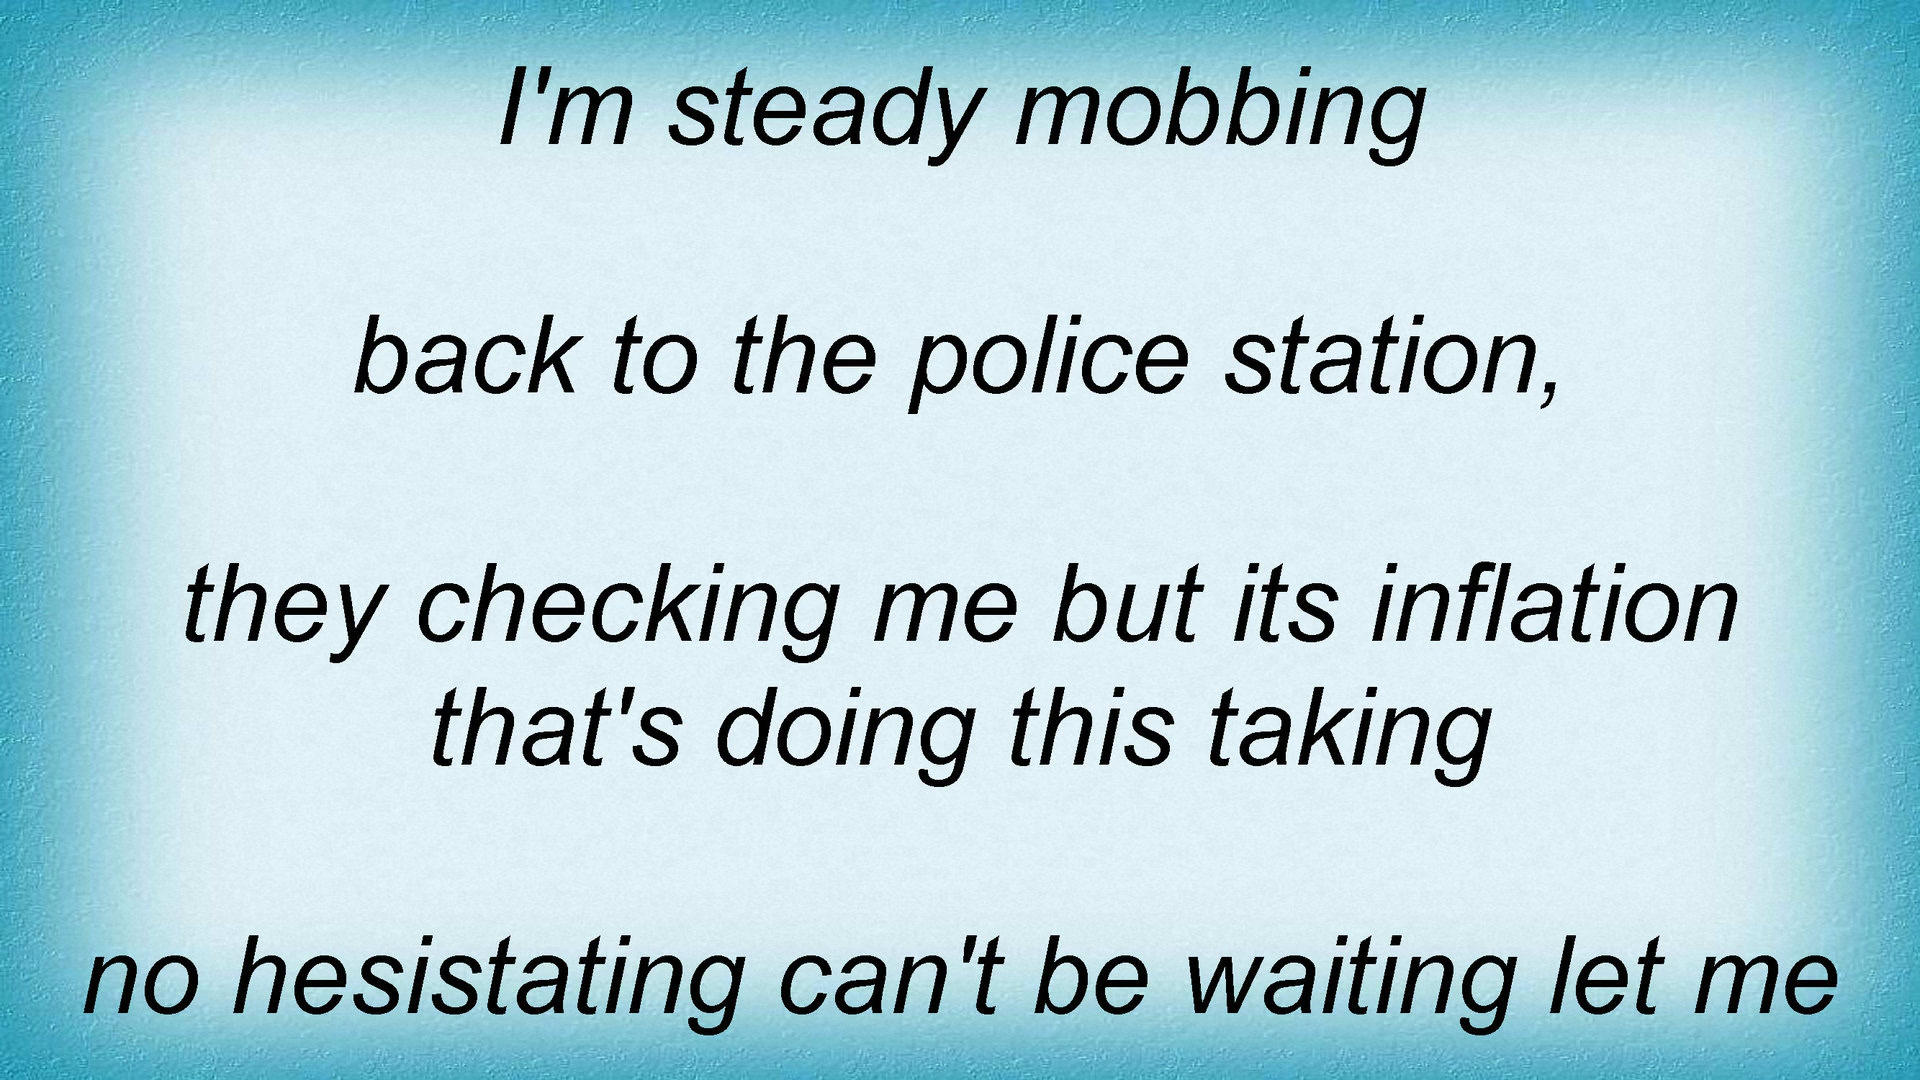 I'm steady mobbing
back to the police station,
they checking me but its inflation
that's doing this taking
no hesistating can't be waiting let me